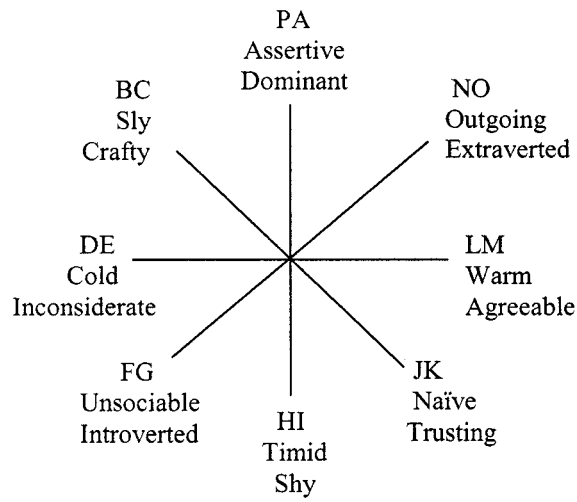 PA
Assertive
Dominant
BC
Sly
Crafty
NO
Outgoing
Extraverted
DE
Cold
Inconsiderate
LM
Warm
Agreeable
FG
Unsociable
Introverted
HI
Timid
Shy
JK
Naïve
Trusting